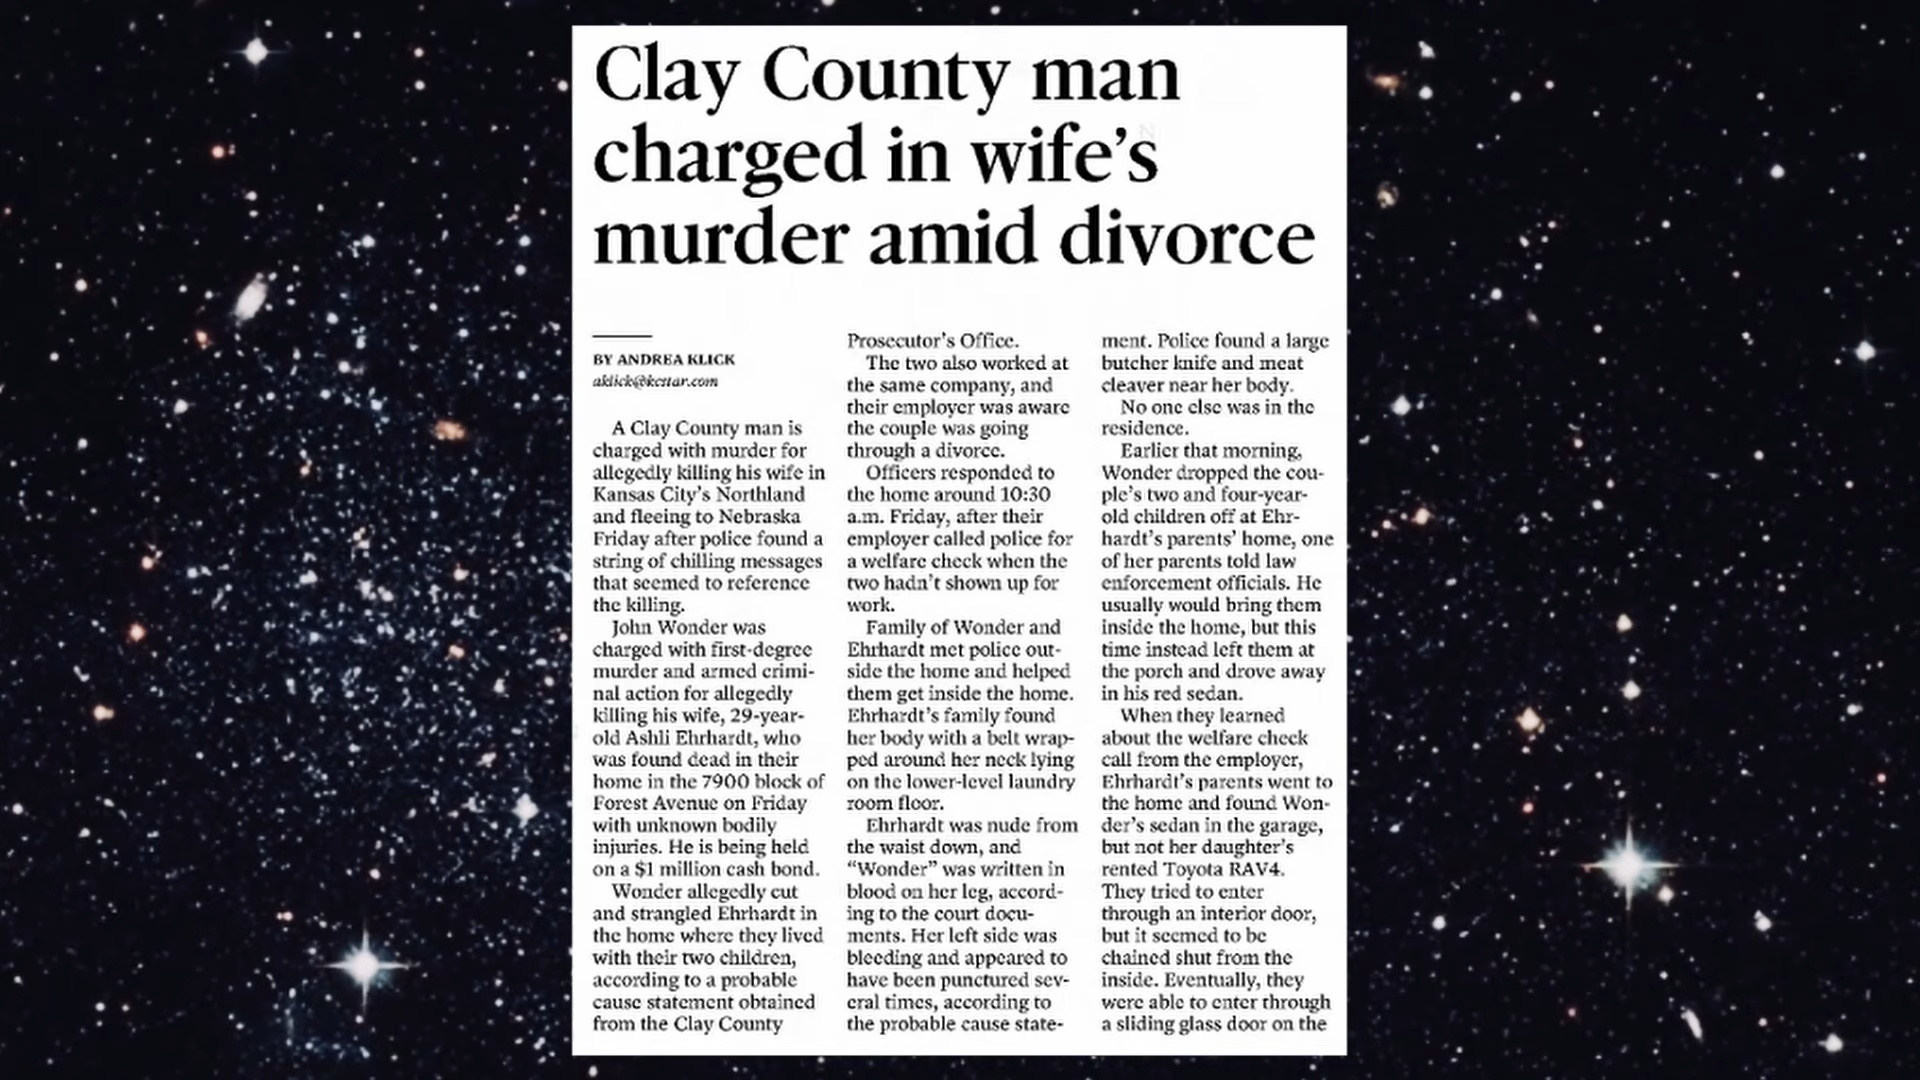 Clay County man
charged in wife’s
murder amid divorce
BY ANDREA KLICK
aklick@kcstar.com
A Clay County man is
charged with murder for
allegedly killing his wife in
Kansas City’s Northland
and fleeing to Nebraska
Friday after police found a
string of chilling messages
that seemed to reference
the killing.
John Wonder was
charged with first-degree
murder and armed crimi-
nal action for allegedly
killing his wife, 29-year-
old Ashli Ehrhardt, who
was found dead in their
home in the 7900 block of
Forest Avenue on Friday
with unknown bodily
injuries. He is being held
on a $1 million cash bond.
Wonder allegedly cut
and strangled Ehrhardt in
the home where they lived
with their two children,
according to a probable
cause statement obtained
from the Clay County
Prosecutor’s Office.
The two also worked at
the same company, and
their employer was aware
the couple was going
through a divorce.
Officers responded to
the home around 10:30
a.m. Friday, after their
employer called police for
a welfare check when the
two hadn’t shown up for
work.
Family of Wonder and
Ehrhardt met police out-
side the home and helped
them get inside the home.
Ehrhardt’s family found
her body with a belt wrap-
ped around her neck lying
on the lower-level laundry
room floor.
Ehrhardt was nude from
the waist down, and
“Wonder” was written in
blood on her leg, accord-
ing to the court docu-
ments. Her left side was
bleeding and appeared to
have been punctured sev-
eral times, according to
the probable cause state-
ment. Police found a large
butcher knife and meat
cleaver near her body.
No one else was in the
residence.
Earlier that morning,
Wonder dropped the cou-
ple’s two and four-year-
old children off at Ehr-
hardt’s parents’ home, one
of her parents told law
enforcement officials. He
usually would bring them
inside the home, but this
time instead left them at
the porch and drove away
in his red sedan.
When they learned
about the welfare check
call from the employer,
Ehrhardt’s parents went to
the home and found Won-
der’s sedan in the garage,
but not her daughter’s
rented Toyota RAV4.
They tried to enter
through an interior door,
but it seemed to be
chained shut from the
inside. Eventually, they
were able to enter through
a sliding glass door on the